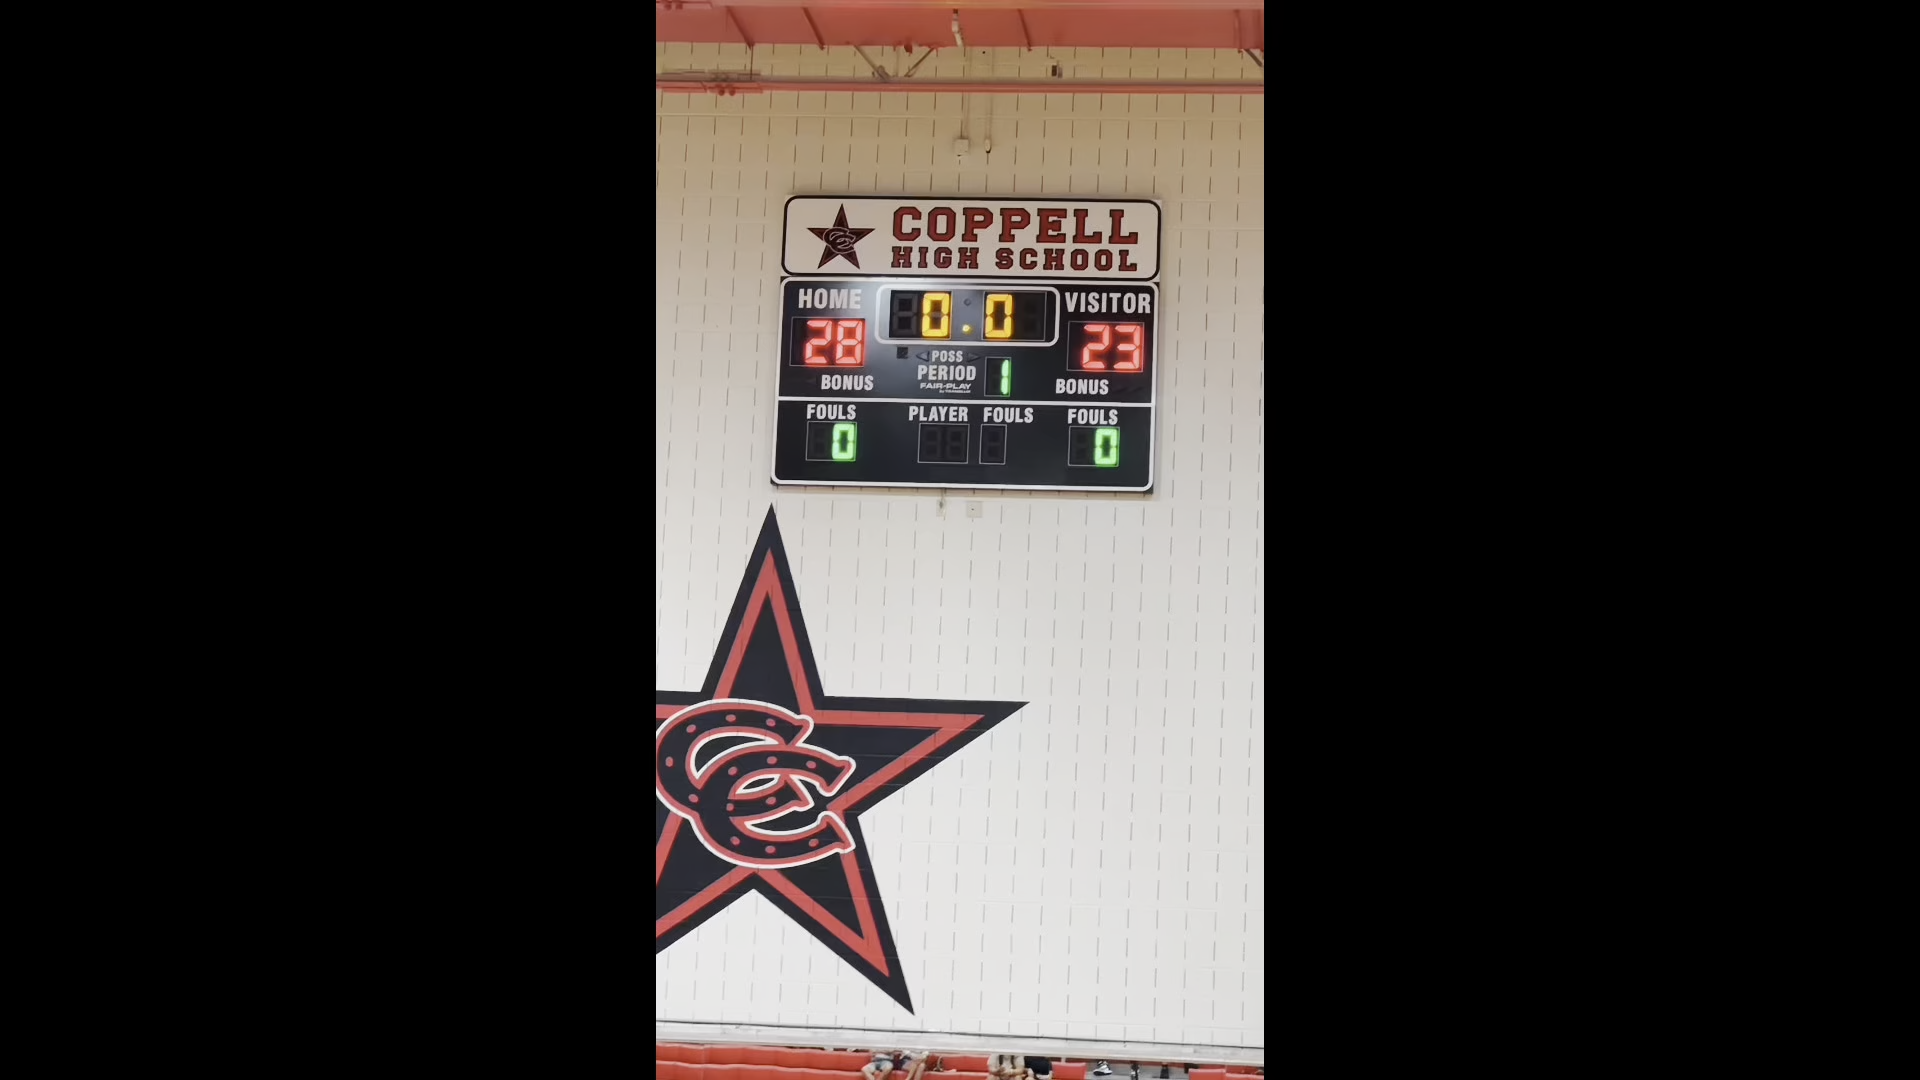 COPPELL
HIGH SCHOOL
HOME
0.0
VISITOR
28
23
POSS
PERIOD
1
FAIR-PLAY
BONUS
BONUS
FOULS
PLAYER FOULS
FOULS
0
0
CC